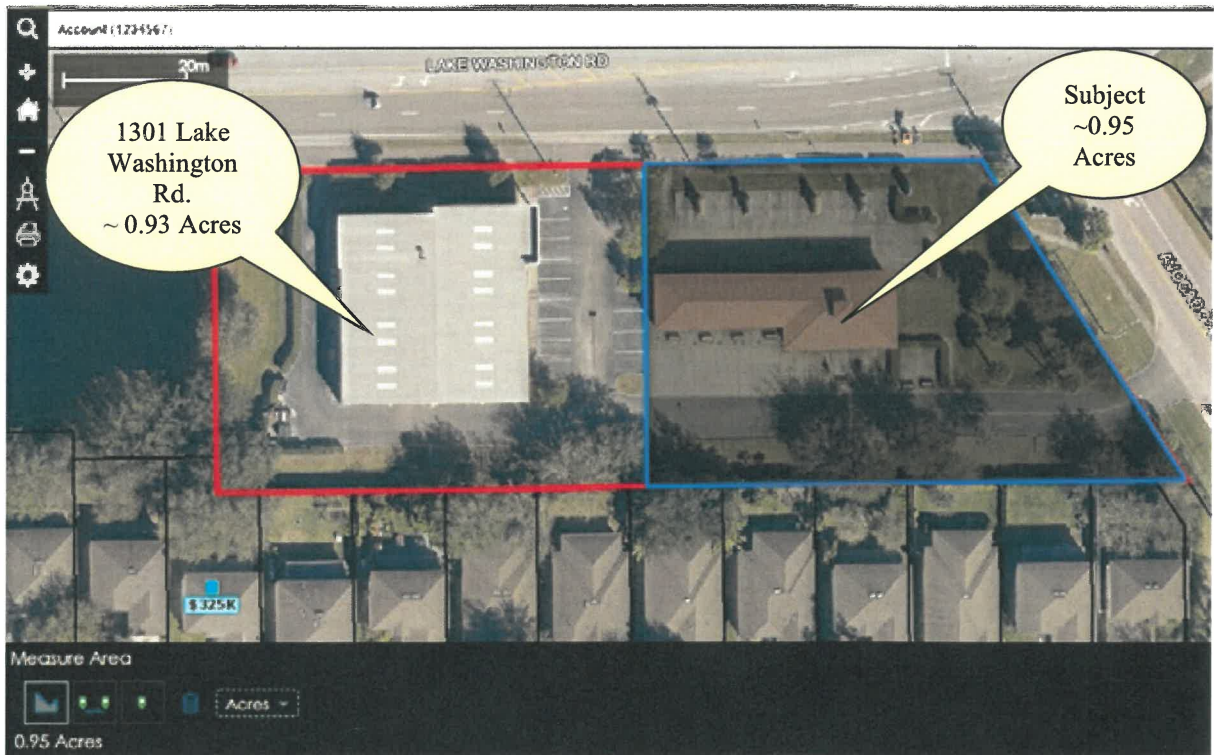 Account (1234567)
20m
LAKE WASHINGTON RD
1301 Lake
Washington
Rd.
~ 0.93 Acres
Subject
~0.95
Acres
$325K
Measure Area
Acres
0.95 Acres